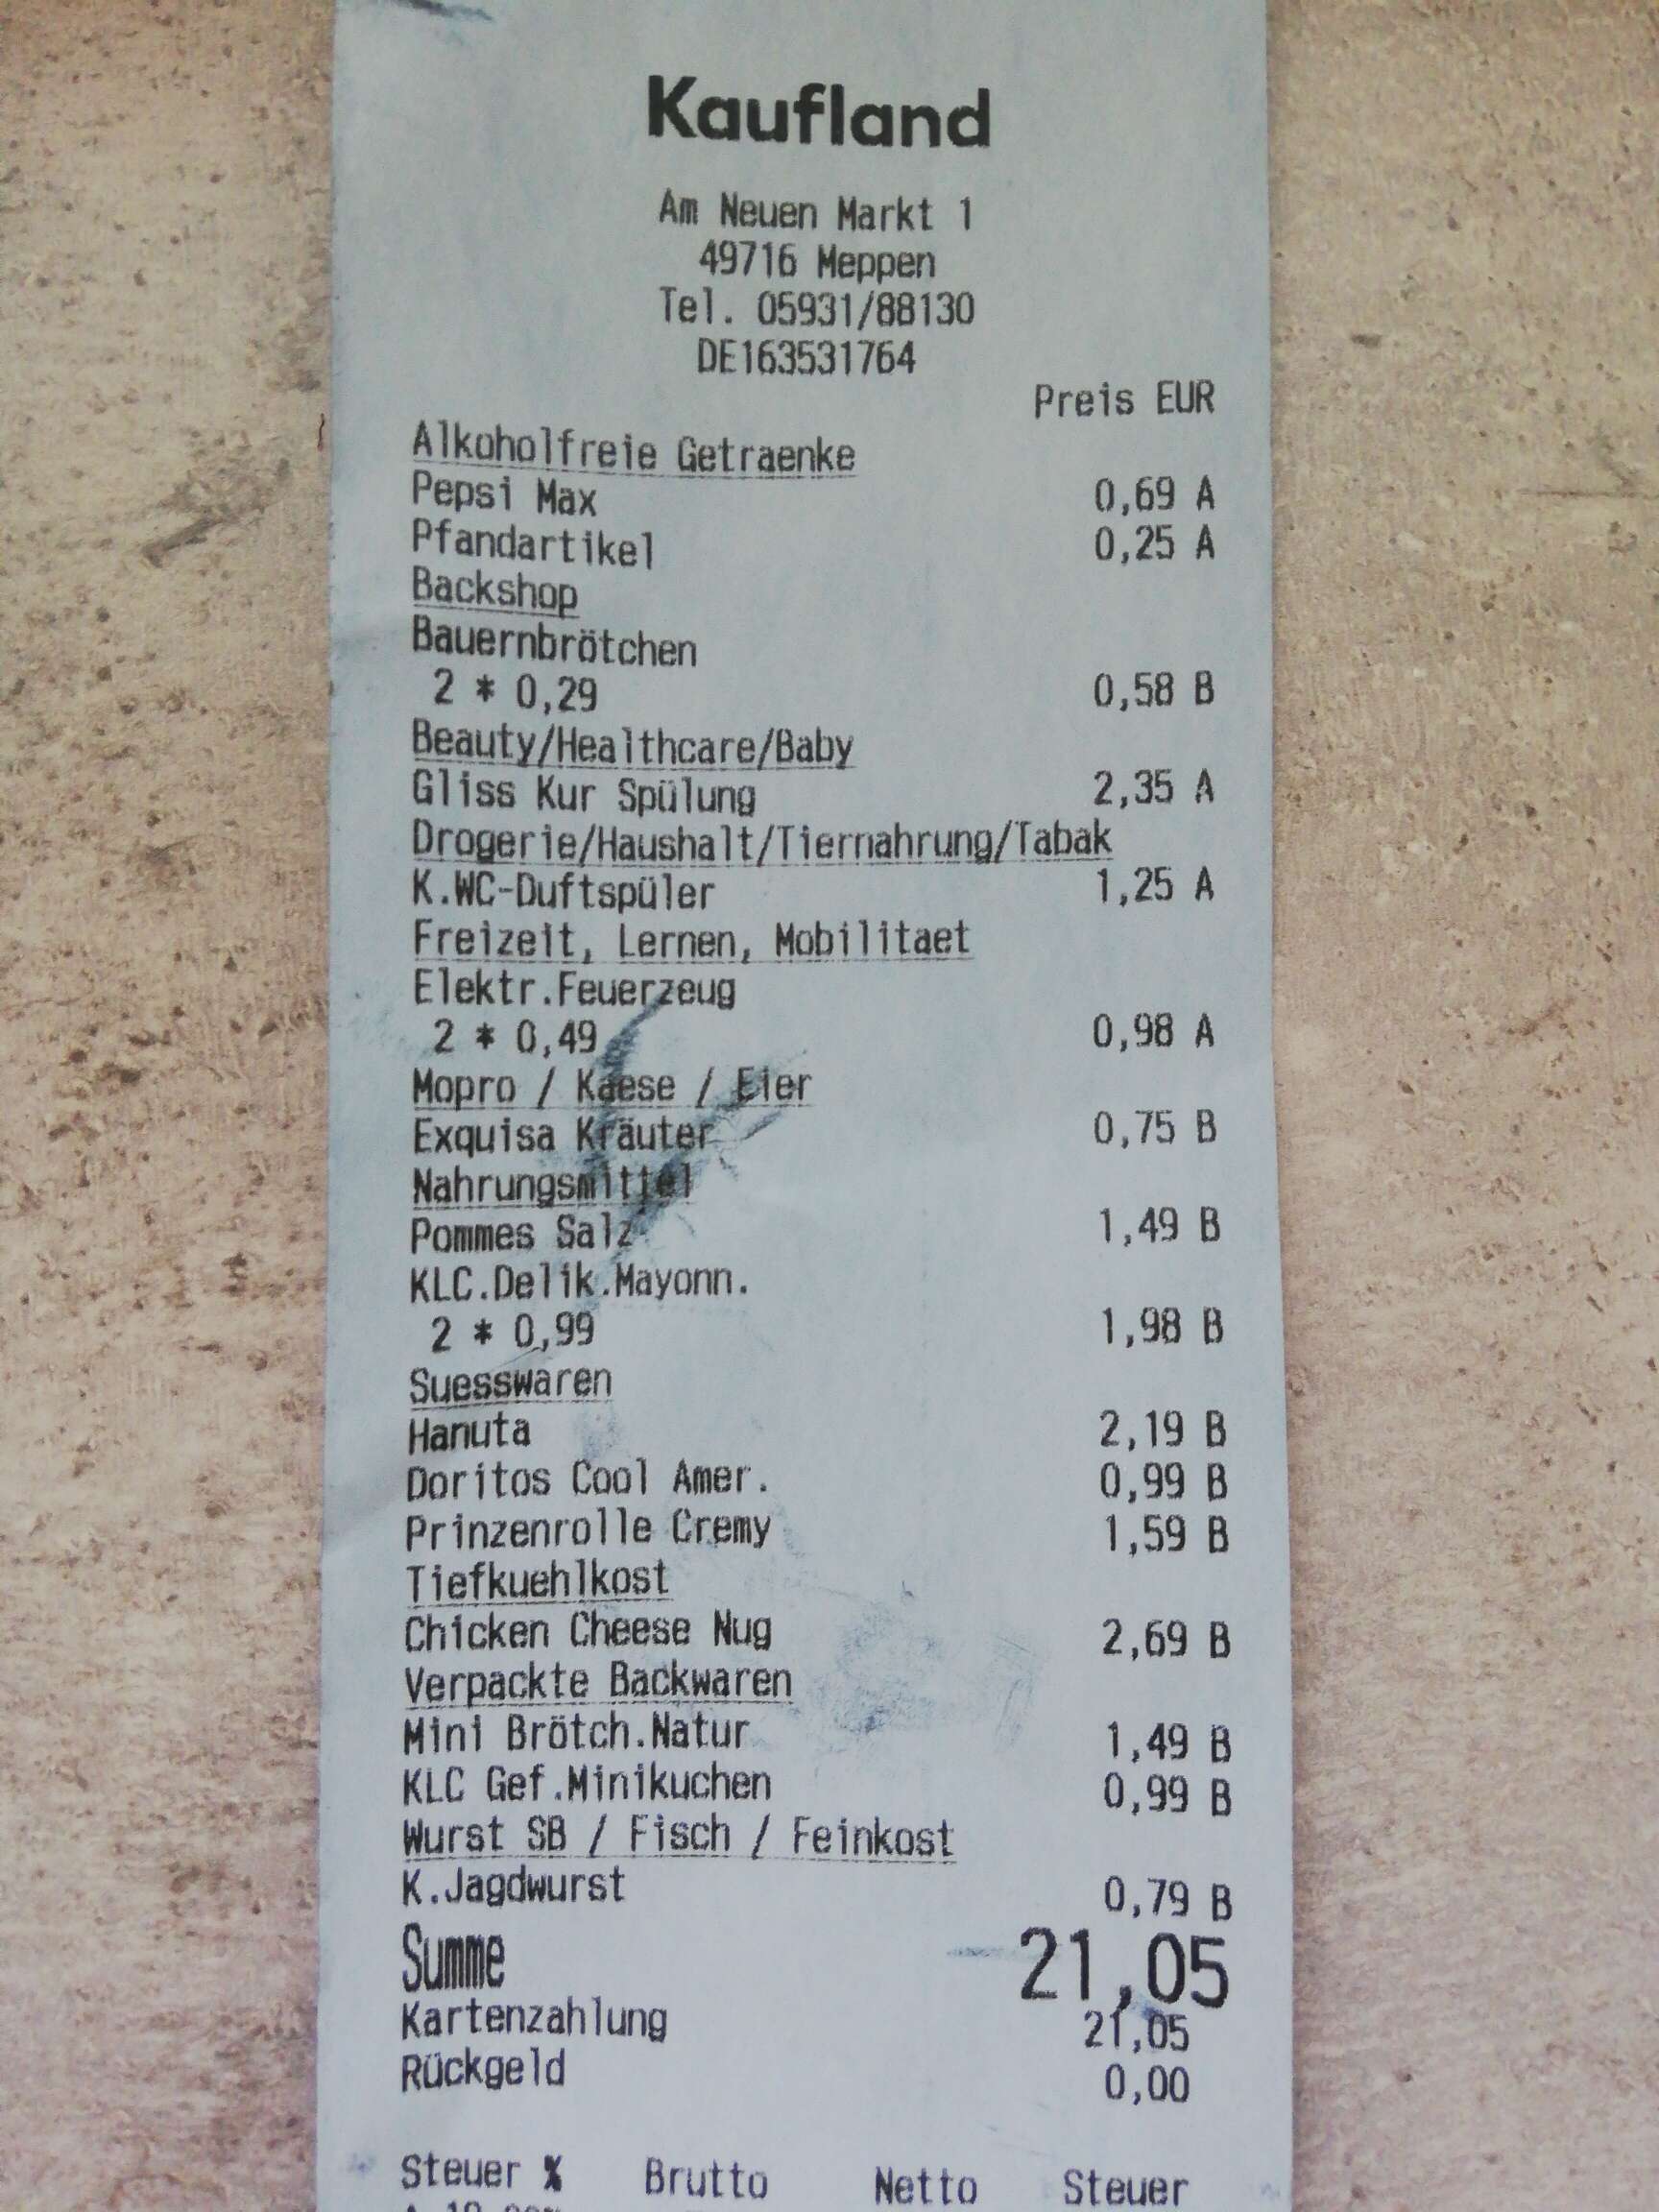 Kaufland
Am Neuen Markt 1
49716 Meppen
Tel. 05931/88130
DE163531764
Preis EUR
Alkoholfreie Getraenke
Pepsi Max 0,69 A
Pfandartikel 0,25 A
Backshop
Bauernbrötchen
2 * 0,29 0,58 B
Beauty/Healthcare/Baby
Gliss Kur Spülung 2,35 A
Drogerie/Haushalt/Tiernahrung/Tabak
K.WC-Duftspüler 1,25 A
Freizeit, Lernen, Mobilitaet
Elektr.Feuerzeug
2 * 0,49 0,98 A
Mopro / Kaese / Eier
Exquisa Kräuter 0,75 B
Nahrungsmittel
Pommes Salz 1,49 B
KLC.Delik.Mayonn.
2 * 0,99 1,98 B
Suesswaren
Hanuta 2,19 B
Doritos Cool Amer. 0,99 B
Prinzenrolle Cremy 1,59 B
Tiefkuehlkost
Chicken Cheese Nug 2,69 B
Verpackte Backwaren
Mini Brötch.Natur 1,49 B
KLC Gef.Minikuchen 0,99 B
Wurst SB / Fisch / Feinkost
K.Jagdwurst 0,79 B
Summe 21,05
Kartenzahlung 21,05
Rückgeld 0,00
Steuer % Brutto Netto Steuer